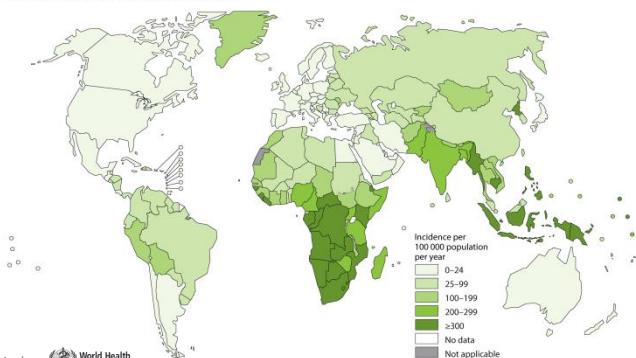 Incidence per
100 000 population
per year
0–24
25–99
100–199
200–299
≥300
No data
Not applicable
World Health